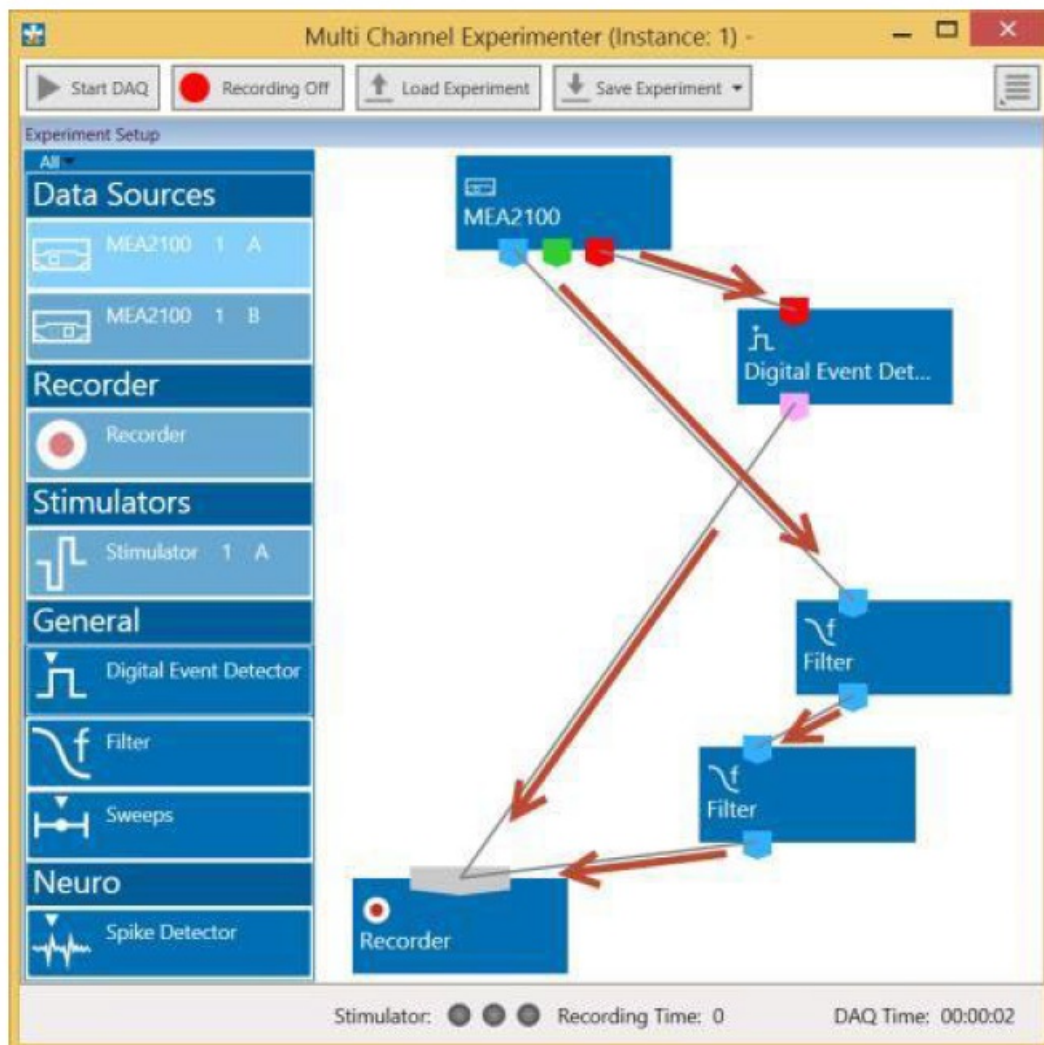 Multi Channel Experimenter (Instance: 1) -
Start DAQ
Recording Off
Load Experiment
Save Experiment
Experiment Setup
All
Data Sources
MEA2100 1 A
MEA2100 1 B
Recorder
Recorder
Stimulators
Stimulator 1 A
General
Digital Event Detector
Filter
Sweeps
Neuro
Spike Detector
MEA2100
Digital Event Det...
f
Filter
f
Filter
Recorder
Stimulator:
Recording Time: 0
DAQ Time: 00:00:02